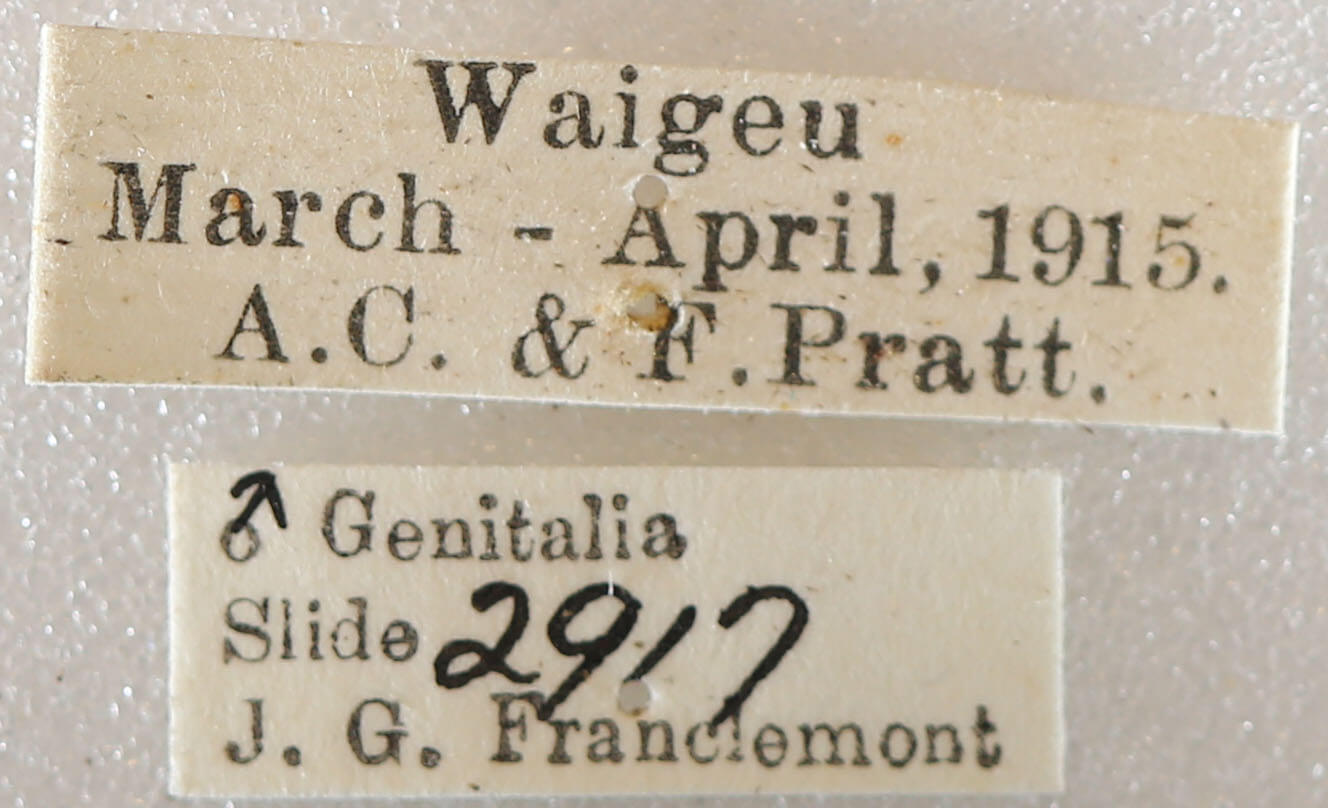 Waigeu
March - April, 1915.
A.C. & F. Pratt.
♂ Genitalia
Slide 2917
J. G. Franclemont